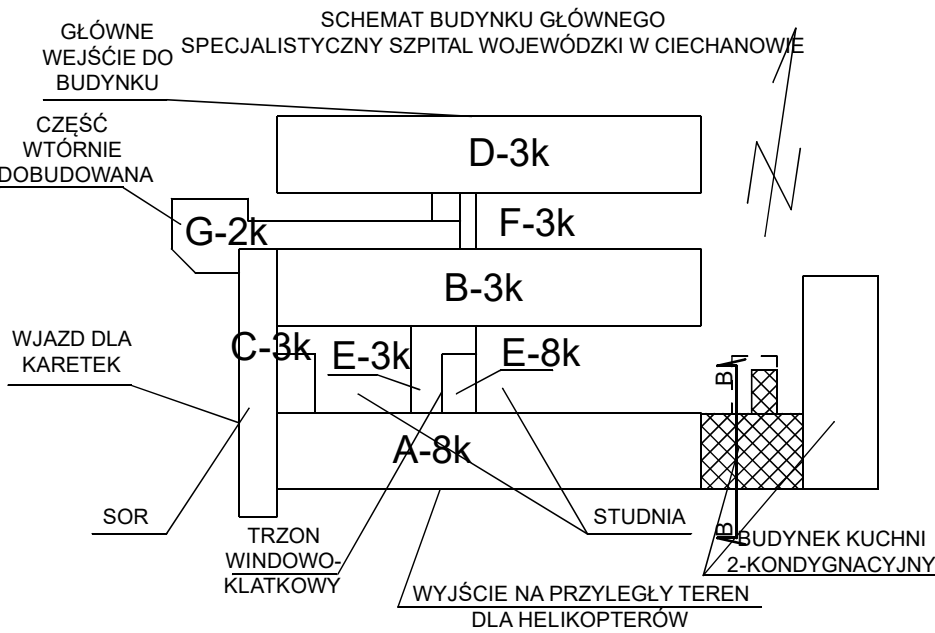 SCHEMAT BUDYNKU GŁÓWNEGO
SPECJALISTYCZNY SZPITAL WOJEWÓDZKI W CIECHANOWIE
GŁÓWNE
WEJŚĆIE DO
BUDYNKU
CZĘŚĆ
WTÓRNIE
DOBUDOWANA
D-3k
G-2k
F-3k
B-3k
WJAZD DLA
KARETEK
C-3k
E-3k
E-8k
B
A-8k
SOR
TRZON
WINDOWO-
KLATKOWY
STUDNIA
B
BUDYNEK KUCHNI
2-KONDYGNACYJNY
WYJŚCIE NA PRZYLEGŁY TEREN
DLA HELIKOPTERÓW